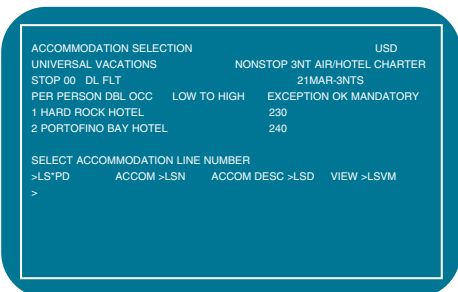 ACCOMMODATION SELECTION USD
UNIVERSAL VACATIONS NONSTOP 3NT AIR/HOTEL CHARTER
STOP 00 DL FLT 21MAR-3NTS
PER PERSON DBL OCC LOW TO HIGH EXCEPTION OK MANDATORY
1 HARD ROCK HOTEL 230
2 PORTOFINO BAY HOTEL 240
SELECT ACCOMMODATION LINE NUMBER
>LS*PD ACCOM >LSN ACCOM DESC >LSD VIEW >LSVM
>